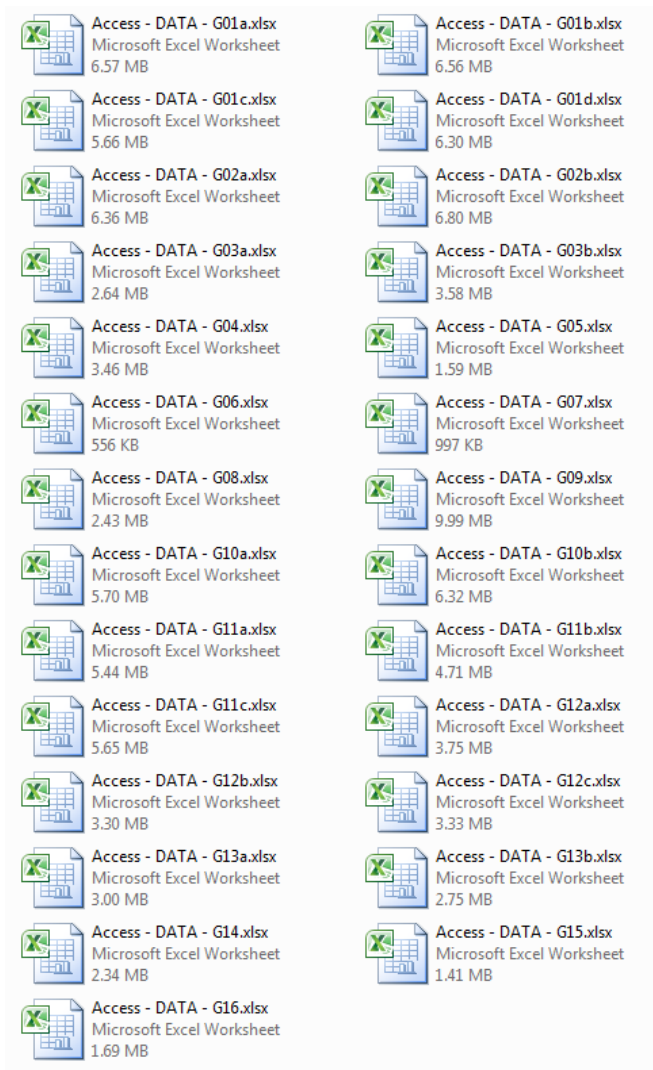 Access - DATA - G01a.xlsx
Microsoft Excel Worksheet
6.57 MB
Access - DATA - G01b.xlsx
Microsoft Excel Worksheet
6.56 MB
Access - DATA - G01c.xlsx
Microsoft Excel Worksheet
5.66 MB
Access - DATA - G01d.xlsx
Microsoft Excel Worksheet
6.30 MB
Access - DATA - G02a.xlsx
Microsoft Excel Worksheet
6.36 MB
Access - DATA - G02b.xlsx
Microsoft Excel Worksheet
6.80 MB
Access - DATA - G03a.xlsx
Microsoft Excel Worksheet
2.64 MB
Access - DATA - G03b.xlsx
Microsoft Excel Worksheet
3.58 MB
Access - DATA - G04.xlsx
Microsoft Excel Worksheet
3.46 MB
Access - DATA - G05.xlsx
Microsoft Excel Worksheet
1.59 MB
Access - DATA - G06.xlsx
Microsoft Excel Worksheet
556 KB
Access - DATA - G07.xlsx
Microsoft Excel Worksheet
997 KB
Access - DATA - G08.xlsx
Microsoft Excel Worksheet
2.43 MB
Access - DATA - G09.xlsx
Microsoft Excel Worksheet
9.99 MB
Access - DATA - G10a.xlsx
Microsoft Excel Worksheet
5.70 MB
Access - DATA - G10b.xlsx
Microsoft Excel Worksheet
6.32 MB
Access - DATA - G11a.xlsx
Microsoft Excel Worksheet
5.44 MB
Access - DATA - G11b.xlsx
Microsoft Excel Worksheet
4.71 MB
Access - DATA - G11c.xlsx
Microsoft Excel Worksheet
5.65 MB
Access - DATA - G12a.xlsx
Microsoft Excel Worksheet
3.75 MB
Access - DATA - G12b.xlsx
Microsoft Excel Worksheet
3.30 MB
Access - DATA - G12c.xlsx
Microsoft Excel Worksheet
3.33 MB
Access - DATA - G13a.xlsx
Microsoft Excel Worksheet
3.00 MB
Access - DATA - G13b.xlsx
Microsoft Excel Worksheet
2.75 MB
Access - DATA - G14.xlsx
Microsoft Excel Worksheet
2.34 MB
Access - DATA - G15.xlsx
Microsoft Excel Worksheet
1.41 MB
Access - DATA - G16.xlsx
Microsoft Excel Worksheet
1.69 MB